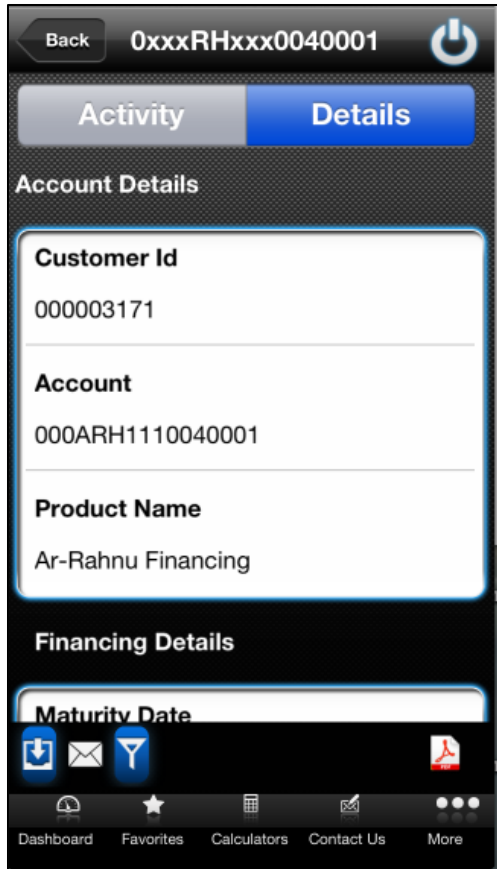 Back
0xxxRHxxx0040001
Activity
Details
Account Details
Customer Id
000003171
Account
000ARH1110040001
Product Name
Ar-Rahnu Financing
Financing Details
Maturity Date
PDF
Dashboard
Favorites
Calculators
Contact Us
More